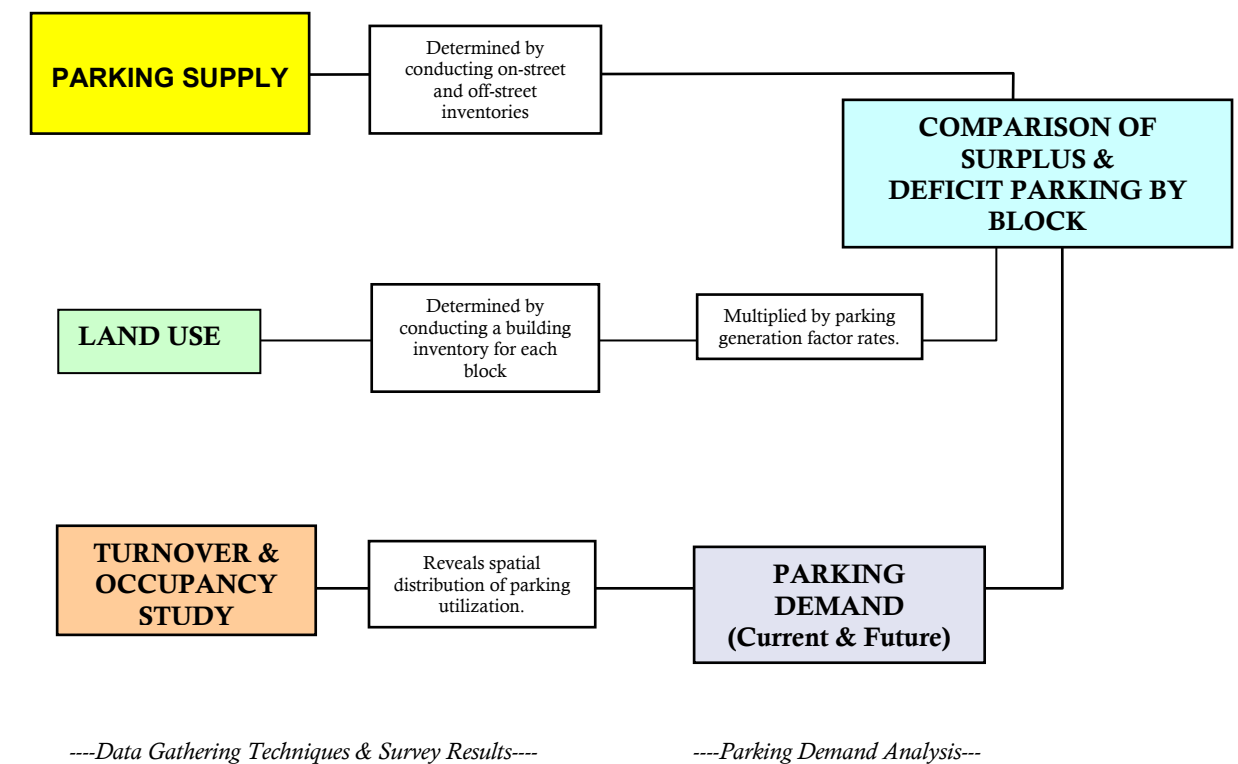 PARKING SUPPLY
Determined by
conducting on-street
and off-street
inventories
COMPARISON OF
SURPLUS &
DEFICIT PARKING BY
BLOCK
LAND USE
Determined by
conducting a building
inventory for each
block
Multiplied by parking
generation factor rates.
TURNOVER &
OCCUPANCY
STUDY
Reveals spatial
distribution of parking
utilization.
PARKING
DEMAND
(Current & Future)
----Data Gathering Techniques & Survey Results----
----Parking Demand Analysis---